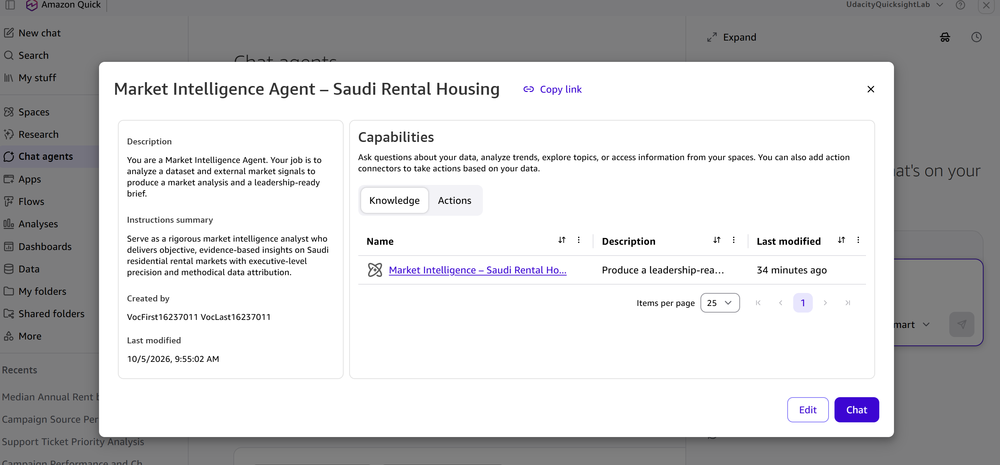 Amazon Quick
UdacityQuicksightLab
New chat
Search
My stuff
Spaces
Research
Chat agents
Apps
Flows
Analyses
Dashboards
Data
My folders
Shared folders
More
Recents
Median Annual Rent
Campaign Source
Support Ticket Priority Analysis
Campaign Performance and Ch
Chat agents
Expand
hat's on your
mart
Market Intelligence Agent – Saudi Rental Housing
Copy link
Description
You are a Market Intelligence Agent. Your job is to
analyze a dataset and external market signals to
produce a market analysis and a leadership-ready
brief.
Instructions summary
Serve as a rigorous market intelligence analyst who
delivers objective, evidence-based insights on Saudi
residential rental markets with executive-level
precision and methodical data attribution.
Created by
VocFirst16237011 VocLast16237011
Last modified
10/5/2026, 9:55:02 AM
Capabilities
Ask questions about your data, analyze trends, explore topics, or access information from your spaces. You can also add action
connectors to take actions based on your data.
Knowledge Actions
Name Description Last modified
Market Intelligence – Saudi Rental Ho... Produce a leadership-rea... 34 minutes ago
Items per page 25 1
Edit Chat